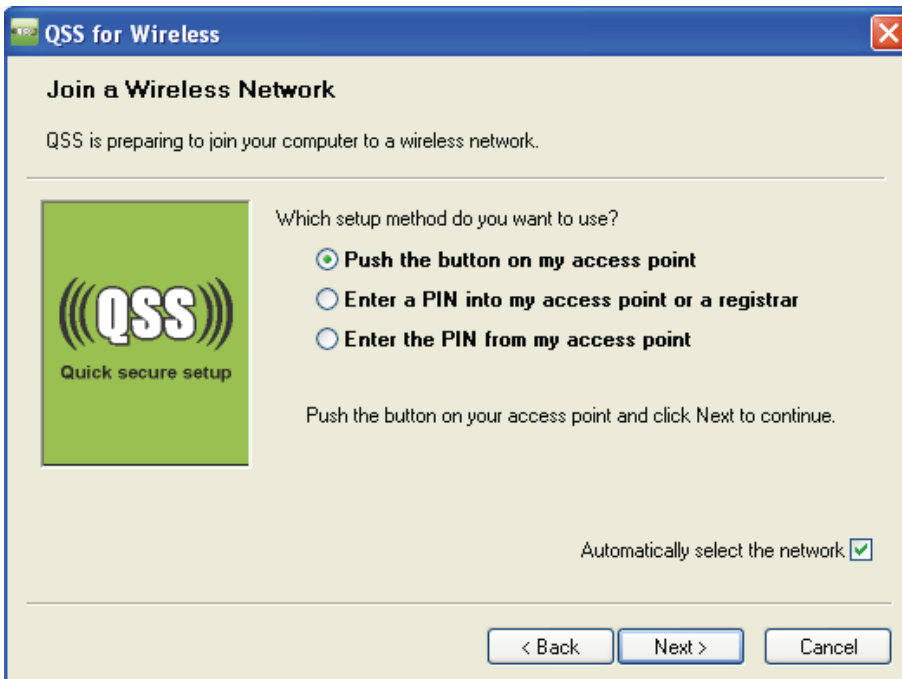 QSS for Wireless
Join a Wireless Network
QSS is preparing to join your computer to a wireless network.
Which setup method do you want to use?
Push the button on my access point
Enter a PIN into my access point or a registrar
Enter the PIN from my access point
(((QSS)))
Quick secure setup
Push the button on your access point and click Next to continue.
Automatically select the network
< Back
Next >
Cancel